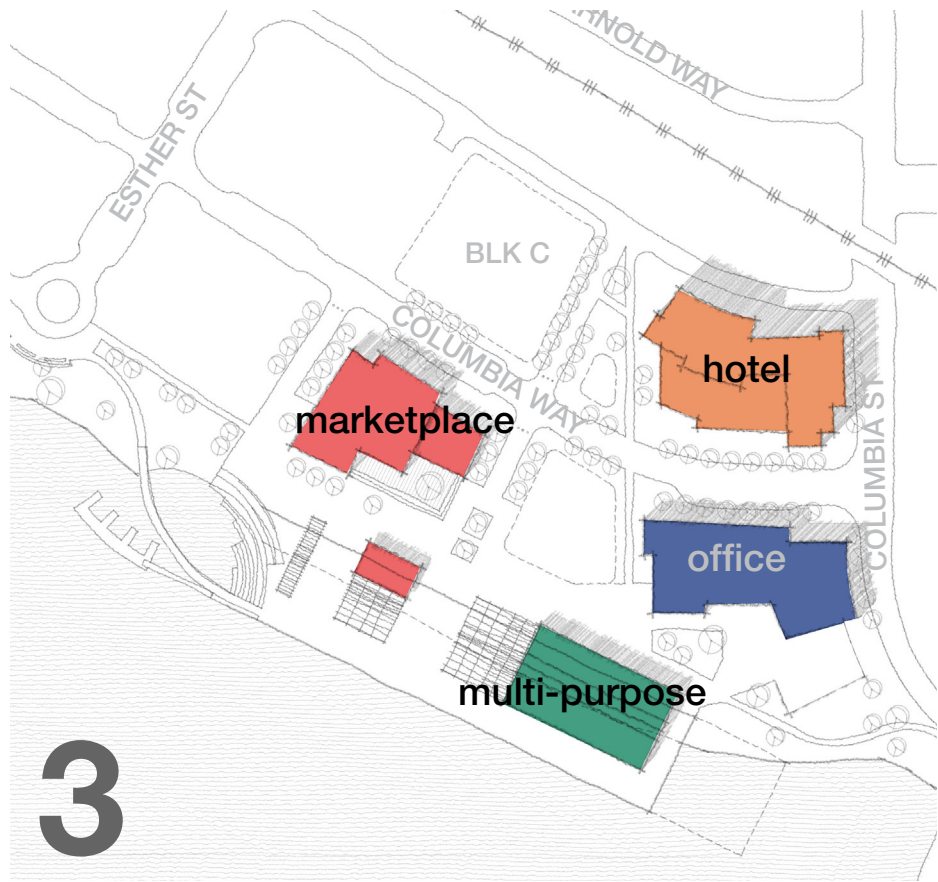 ARNOLD WAY
ESTHER ST
BLK C
COLUMBIA WAY
hotel
marketplace
COLUMBIA ST
office
multi-purpose
3